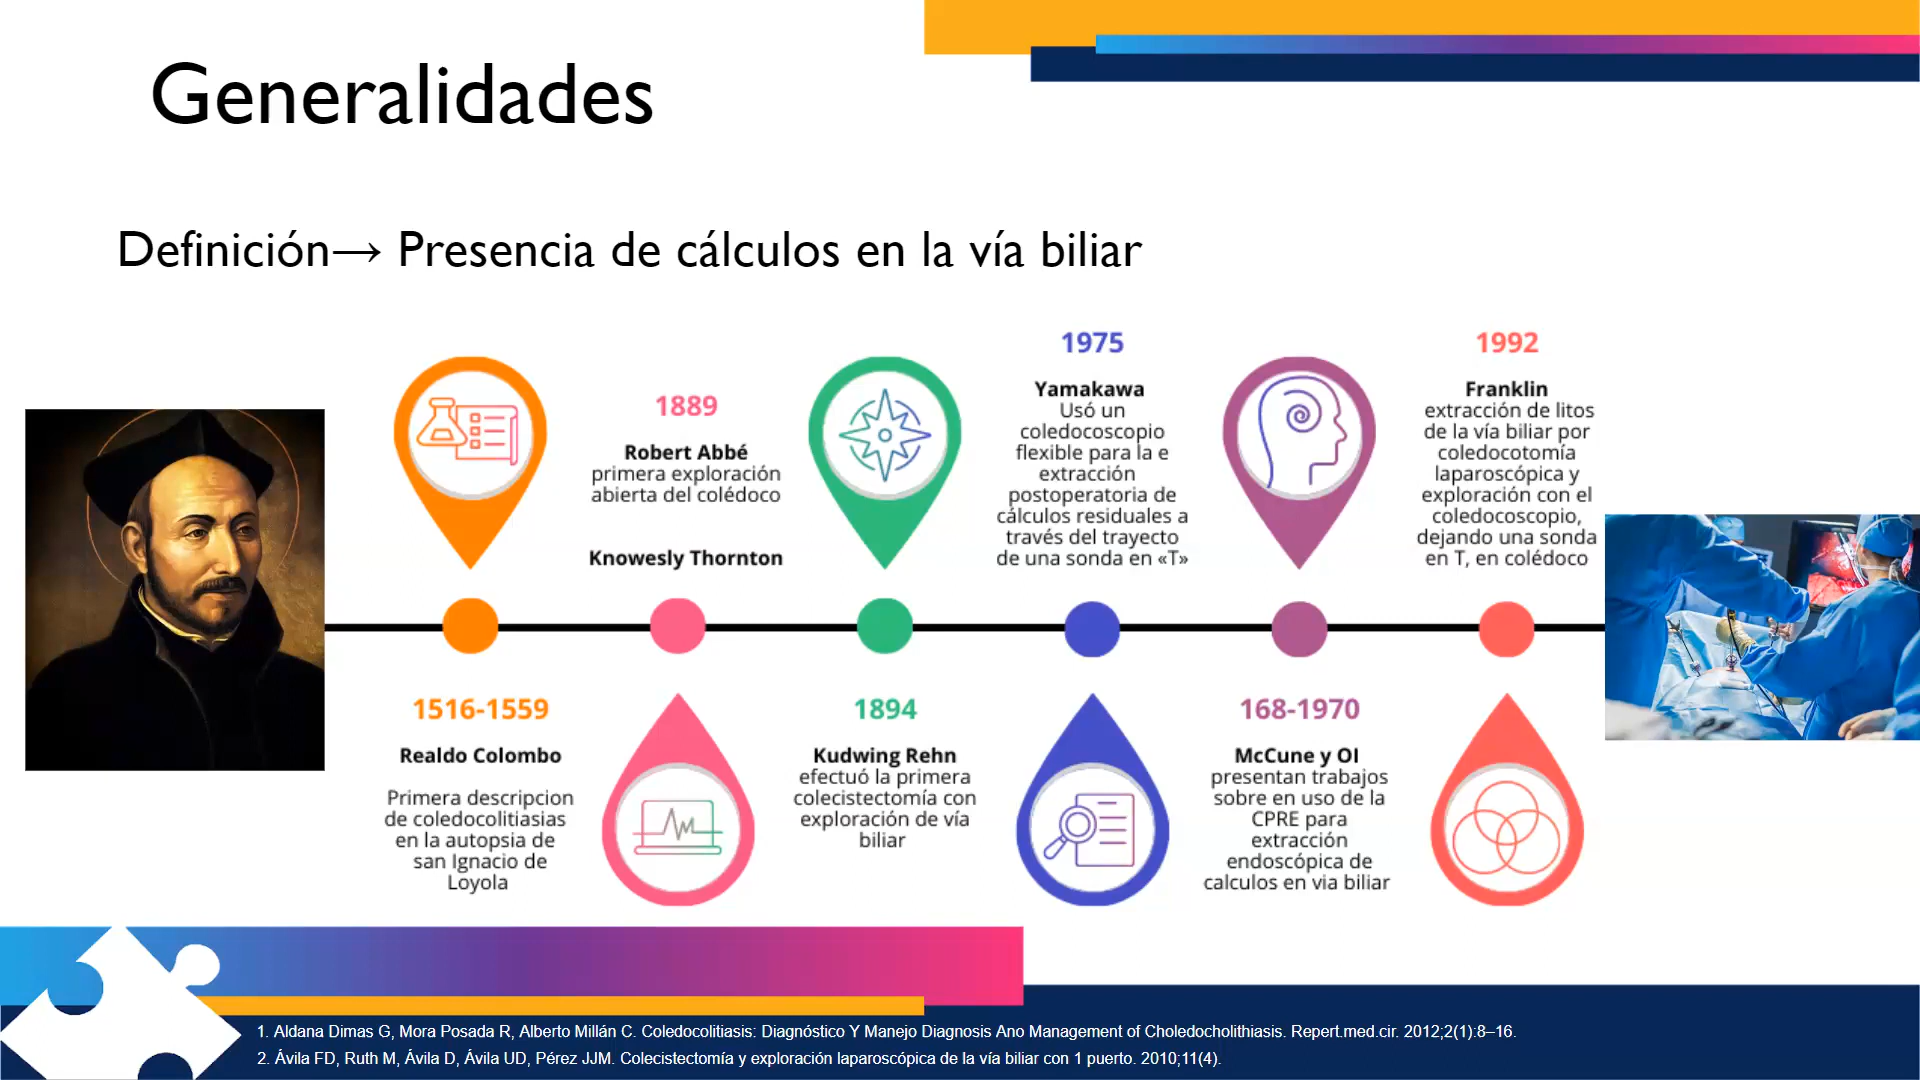 Generalidades
Definición→ Presencia de cálculos en la vía biliar
1516-1559
Realdo Colombo
Primera descripcion
de coledocolitiasias
en la autopsia de
san Ignacio de
Loyola
1889
Robert Abbé
primera exploración
abierta del colédoco
Knowesly Thornton
1894
Kudwing Rehn
efectuó la primera
colecistectomía con
exploración de vía
biliar
1975
Yamakawa
Usó un
coledocoscopio
flexible para la e
extracción
postoperatoria de
cálculos residuales a
través del trayecto
de una sonda en «T»
168-1970
McCune y OI
presentan trabajos
sobre en uso de la
CPRE para
extracción
endoscópica de
calculos en via biliar
1992
Franklin
extracción de litos
de la vía biliar por
coledocotomía
laparoscópica y
exploración con el
coledocoscopio,
dejando una sonda
en T, en colédoco
1. Aldana Dimas G, Mora Posada R, Alberto Millán C. Coledocolitiasis: Diagnóstico Y Manejo Diagnosis Ano Management of Choledocholithiasis. Repert.med.cir. 2012;2(1):8–16.
2. Ávila FD, Ruth M, Ávila D, Ávila UD, Pérez JJM. Colecistectomía y exploración laparoscópica de la vía biliar con 1 puerto. 2010;11(4).